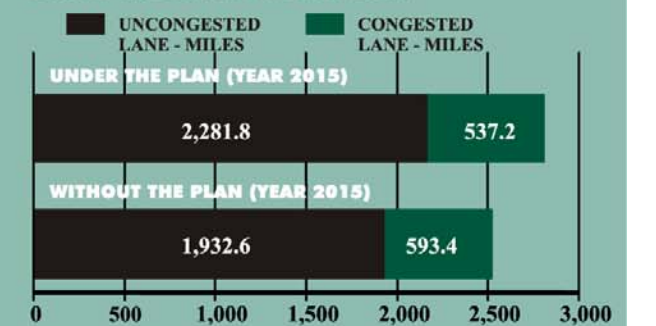 UNCONGESTED
LANE - MILES
CONGESTED
LANE - MILES
UNDER THE PLAN (YEAR 2015)
2,281.8 537.2
WITHOUT THE PLAN (YEAR 2015)
1,932.6 593.4
0 500 1,000 1,500 2,000 2,500 3,000